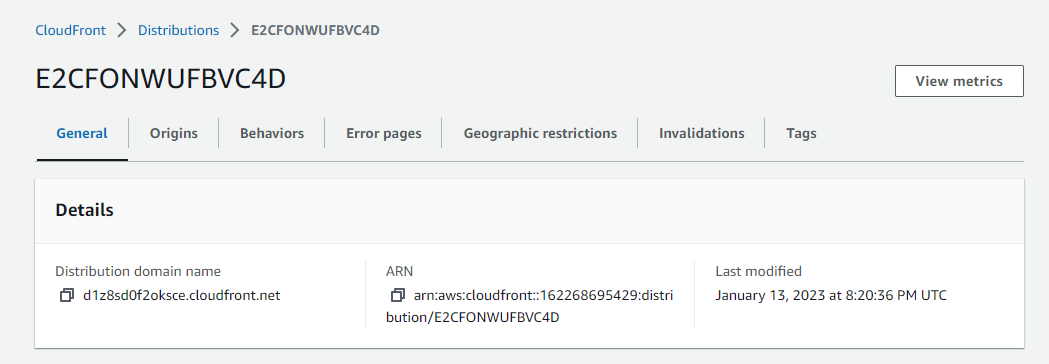 CloudFront > Distributions > E2CFONWUFBVC4D
E2CFONWUFBVC4D
View metrics
General
Origins
Behaviors
Error pages
Geographic restrictions
Invalidations
Tags
Details
Distribution domain name
d1z8sd0f2oksce.cloudfront.net
ARN
arn:aws:cloudfront::162268695429:distri
bution/E2CFONWUFBVC4D
Last modified
January 13, 2023 at 8:20:36 PM UTC